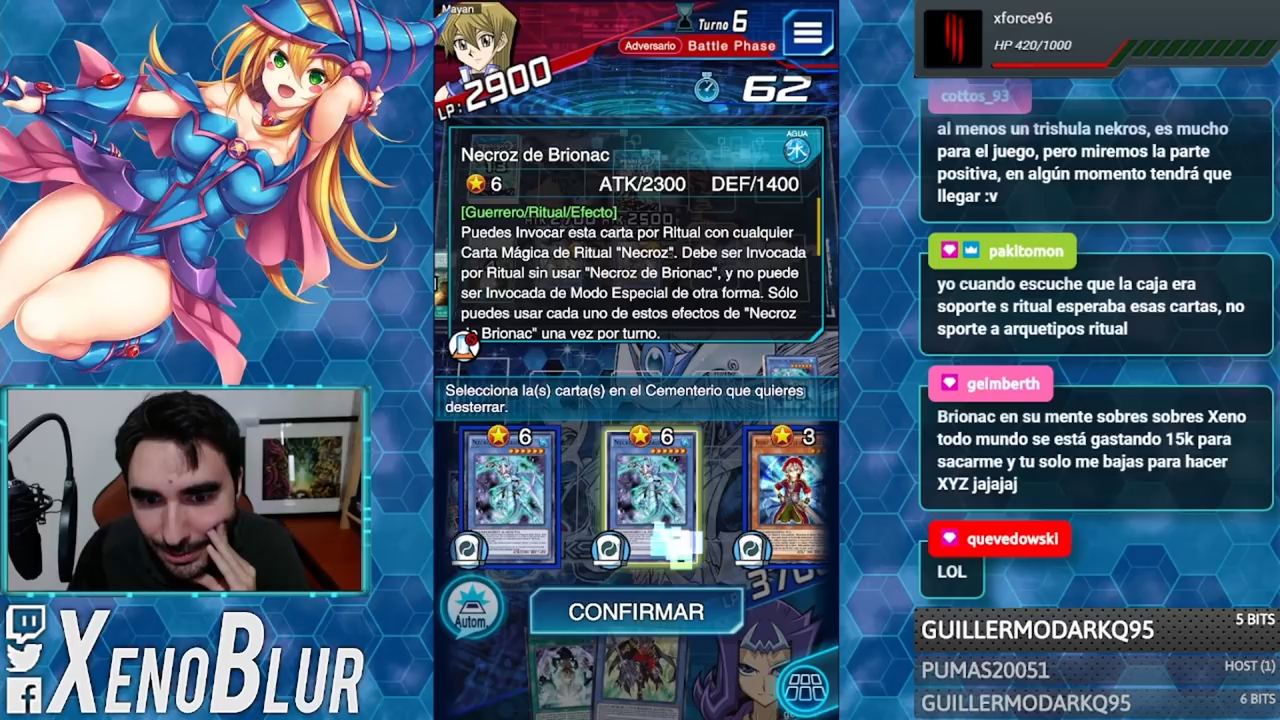 Mayan
LP: 2900
Turno 6
Adversario Battle Phase
62
Necroz de Brionac
AGUA
水
6 ATK/2300 DEF/1400
[Guerrero/Ritual/Efecto]
Puedes Invocar esta carta por Ritual con cualquier
Carta Mágica de Ritual "Necroz". Debe ser Invocada
por Ritual sin usar "Necroz de Brionac", y no puede
ser Invocada de Modo Especial de otra forma. Sólo
puedes usar cada uno de estos efectos de "Necroz
de Brionac" una vez por turno.
Selecciona la(s) carta(s) en el Cementerio que quieres
desterrar.
6
6
3
CONFIRMAR
Autom.
LP
XENOBLUR
xforce96
HP 420/1000
cottos_93
al menos un trishula nekros, es mucho
para el juego, pero miremos la parte
positiva, en algún momento tendrá que
llegar :v
pakitomon
yo cuando escuche que la caja era
soporte s ritual esperaba esas cartas, no
sporte a arquetipos ritual
geimberth
Brionac en su mente sobres sobres Xeno
todo mundo se está gastando 15k para
sacarme y tu solo me bajas para hacer
XYZ jajajaj
quevedowski
LOL
GUILLERMODARKQ95 5 BITS
PUMAS20051 HOST (1)
GUILLERMODARKQ95 6 BITS